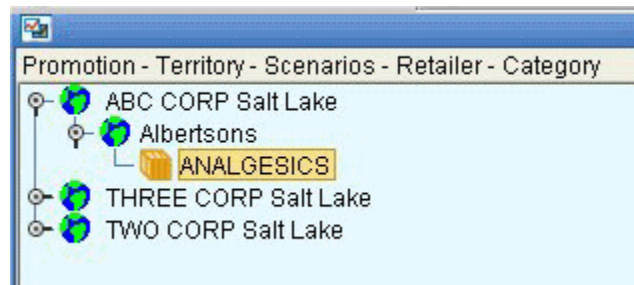 Promotion - Territory - Scenarios - Retailer - Category
ABC CORP Salt Lake
Albertsons
ANALGESICS
THREE CORP Salt Lake
TWO CORP Salt Lake